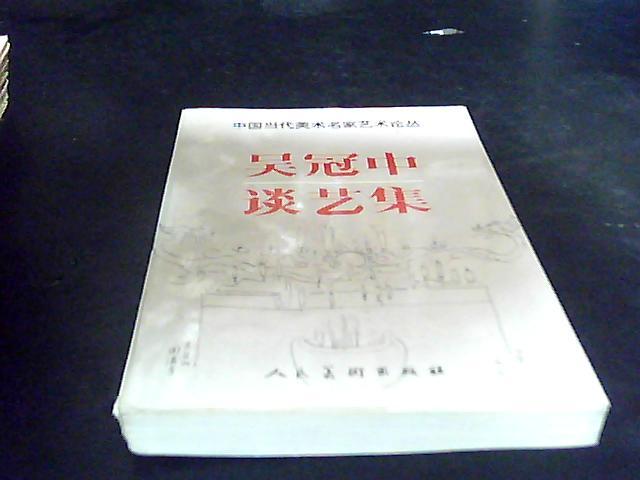 中国当代美术名家艺术论丛
吴冠中
谈艺集
人民美术出版社